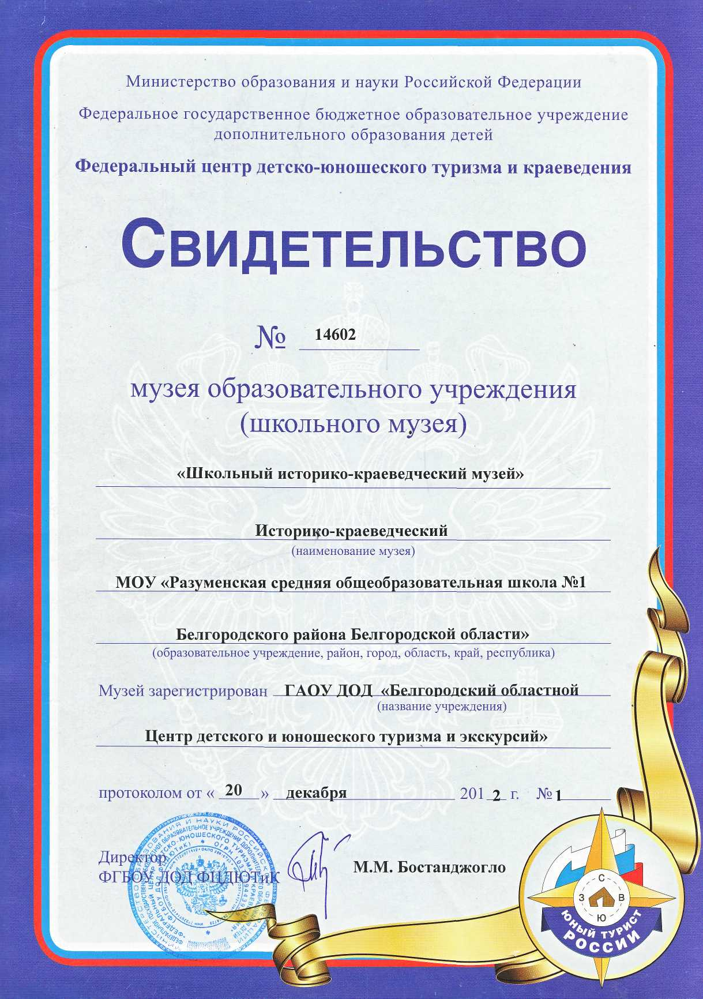 Министерство образования и науки Российской Федерации
Федеральное государственное бюджетное образовательное учреждение
дополнительного образования детей
Федеральный центр детско-юношеского туризма и краеведения
СВИДЕТЕЛЬСТВО
№ 14602
музея образовательного учреждения
(школьного музея)
«Школьный историко-краеведческий музей»
Историко-краеведческий
(наименование музея)
МОУ «Разуменская средняя общеобразовательная школа №1
Белгородского района Белгородской области»
(образовательное учреждение, район, город, область, край, республика)
Музей зарегистрирован ГАОУ ДОД «Белгородский областной
(название учреждения)
Центр детского и юношеского туризма и экскурсий»
протоколом от « 20 » декабря 2012 г. №1
Директор
ФГБОУ ДОД ФЦДЮТиК
М.М. Бостанджогло
С
З В
Ю
ЮНЫЙ ТУРИСТ
РОССИИ